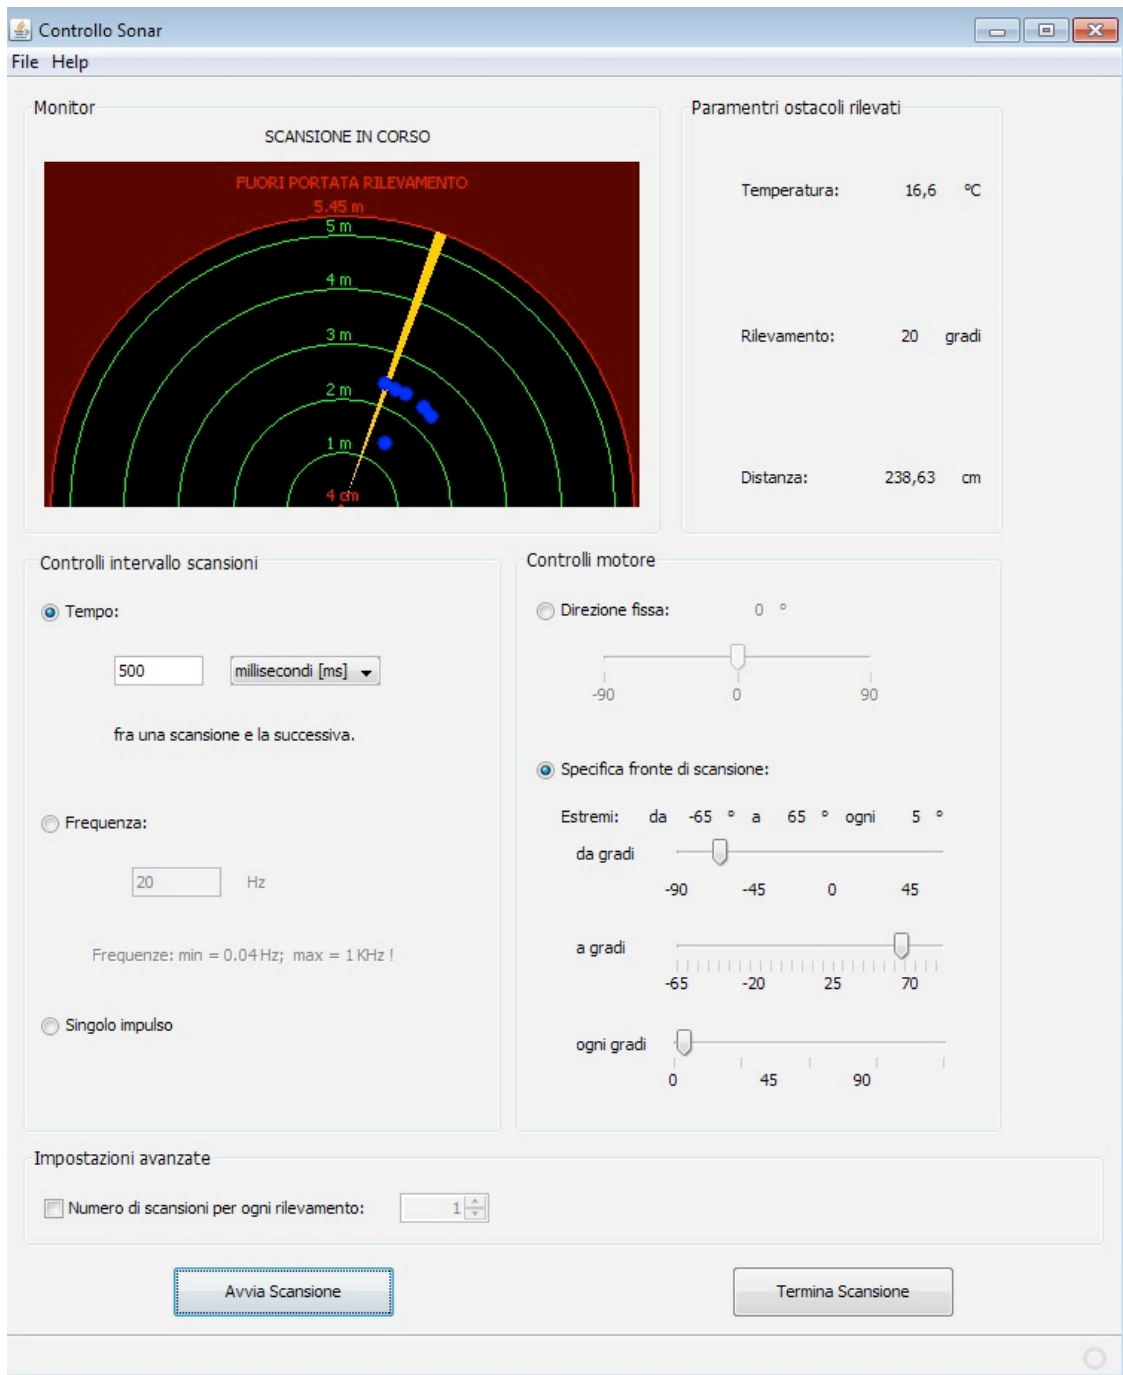 Controllo Sonar
File Help
Monitor
SCANSIONE IN CORSO
FUORI PORTATA RILEVAMENTO
5.45 m
5 m
4 m
3 m
2 m
1 m
4 cm
Paramentri ostacoli rilevati
Temperatura: 16,6 °C
Rilevamento: 20 gradi
Distanza: 238,63 cm
Controlli intervallo scansioni
Tempo:
500 millisecondi [ms]
fra una scansione e la successiva.
Frequenza:
20 Hz
Frequenze: min = 0.04 Hz; max = 1 KHz !
Singolo impulso
Controlli motore
Direzione fissa: 0 °
-90 0 90
Specifica fronte di scansione:
Estremi: da -65 ° a 65 ° ogni 5 °
da gradi
-90 -45 0 45
a gradi
-65 -20 25 70
ogni gradi
0 45 90
Impostazioni avanzate
Numero di scansioni per ogni rilevamento: 1
Avvia Scansione
Termina Scansione